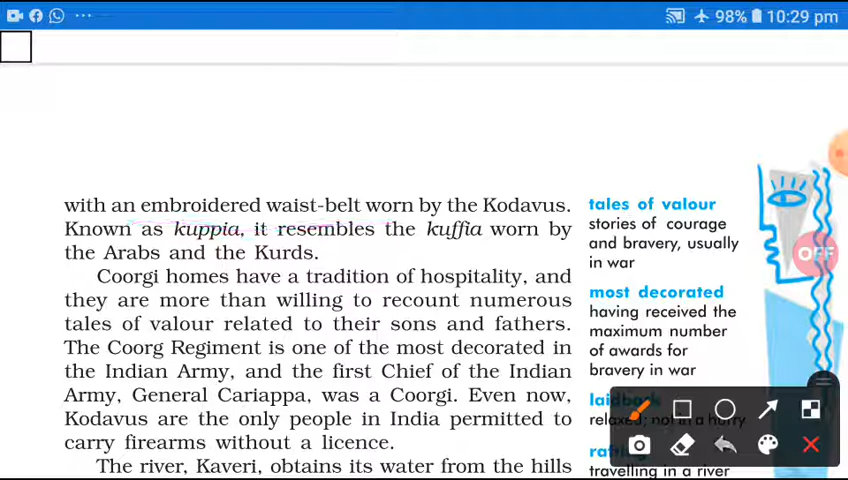 98% 10:29 pm
with an embroidered waist-belt worn by the Kodavus.
Known as kuppia, it resembles the kuffia worn by
the Arabs and the Kurds.
Coorgi homes have a tradition of hospitality, and
they are more than willing to recount numerous
tales of valour related to their sons and fathers.
The Coorg Regiment is one of the most decorated in
the Indian Army, and the first Chief of the Indian
Army, General Cariappa, was a Coorgi. Even now,
Kodavus are the only people in India permitted to
carry firearms without a licence.
The river, Kaveri, obtains its water from the hills
tales of valour
stories of courage
and bravery, usually
in war
most decorated
having received the
maximum number
of awards for
bravery in war
laidback
relaxed; not in a hurry
rafting
travelling in a river
OFF